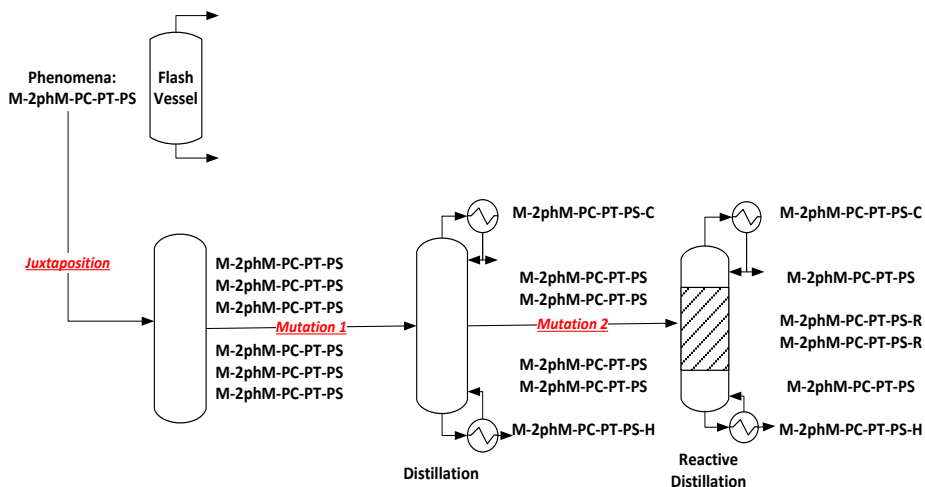 Phenomena:
M-2phM-PC-PT-PS
Flash
Vessel
Juxtaposition
M-2phM-PC-PT-PS
M-2phM-PC-PT-PS
M-2phM-PC-PT-PS
Mutation 1
M-2phM-PC-PT-PS
M-2phM-PC-PT-PS
M-2phM-PC-PT-PS
M-2phM-PC-PT-PS-C
M-2phM-PC-PT-PS
M-2phM-PC-PT-PS
Mutation 2
M-2phM-PC-PT-PS
M-2phM-PC-PT-PS
M-2phM-PC-PT-PS-H
Distillation
M-2phM-PC-PT-PS-C
M-2phM-PC-PT-PS
M-2phM-PC-PT-PS-R
M-2phM-PC-PT-PS-R
M-2phM-PC-PT-PS
M-2phM-PC-PT-PS-H
Reactive
Distillation